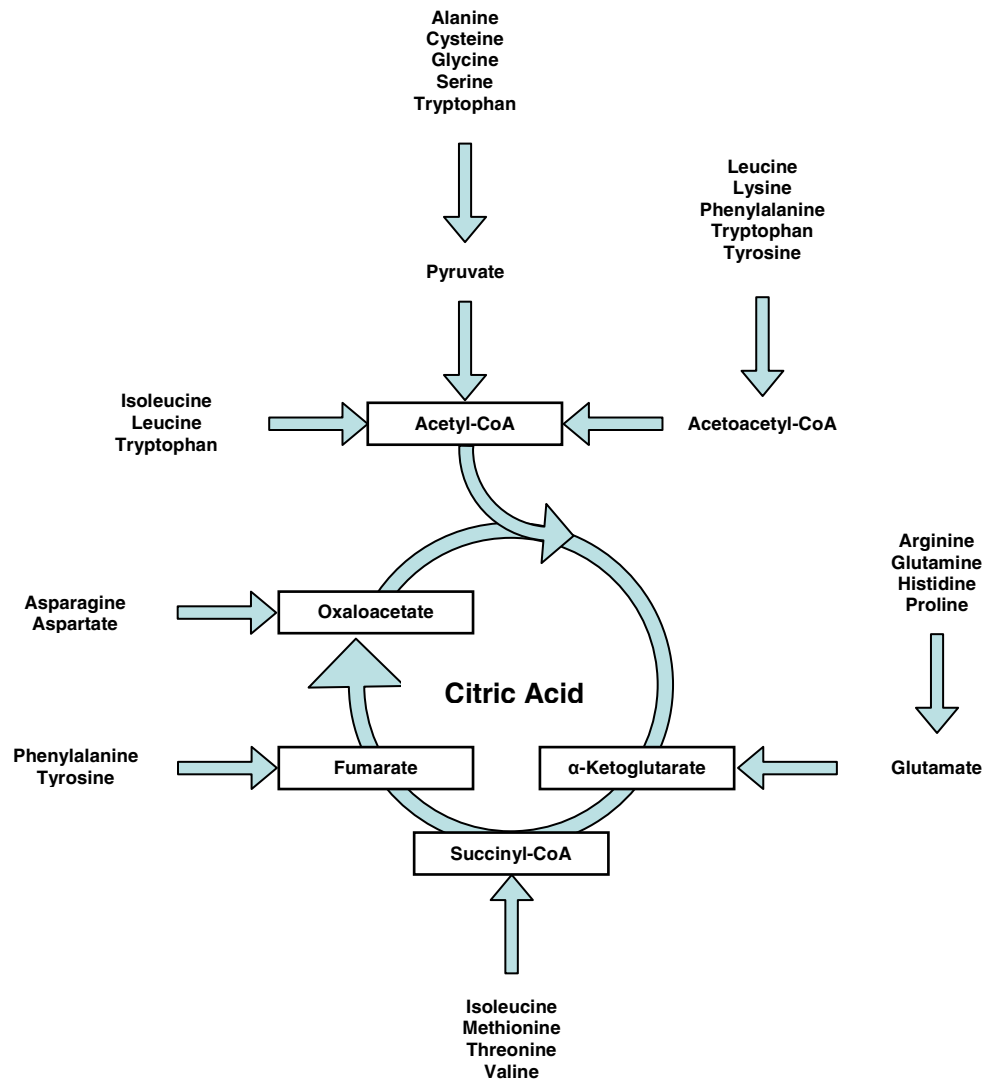 Alanine
Cysteine
Glycine
Serine
Tryptophan
Leucine
Lysine
Phenylalanine
Tryptophan
Tyrosine
Pyruvate
Isoleucine
Leucine
Tryptophan
Acetyl-CoA
Acetoacetyl-CoA
Arginine
Glutamine
Histidine
Proline
Asparagine
Aspartate
Oxaloacetate
Citric Acid
Phenylalanine
Tyrosine
Fumarate
α-Ketoglutarate
Glutamate
Succinyl-CoA
Isoleucine
Methionine
Threonine
Valine